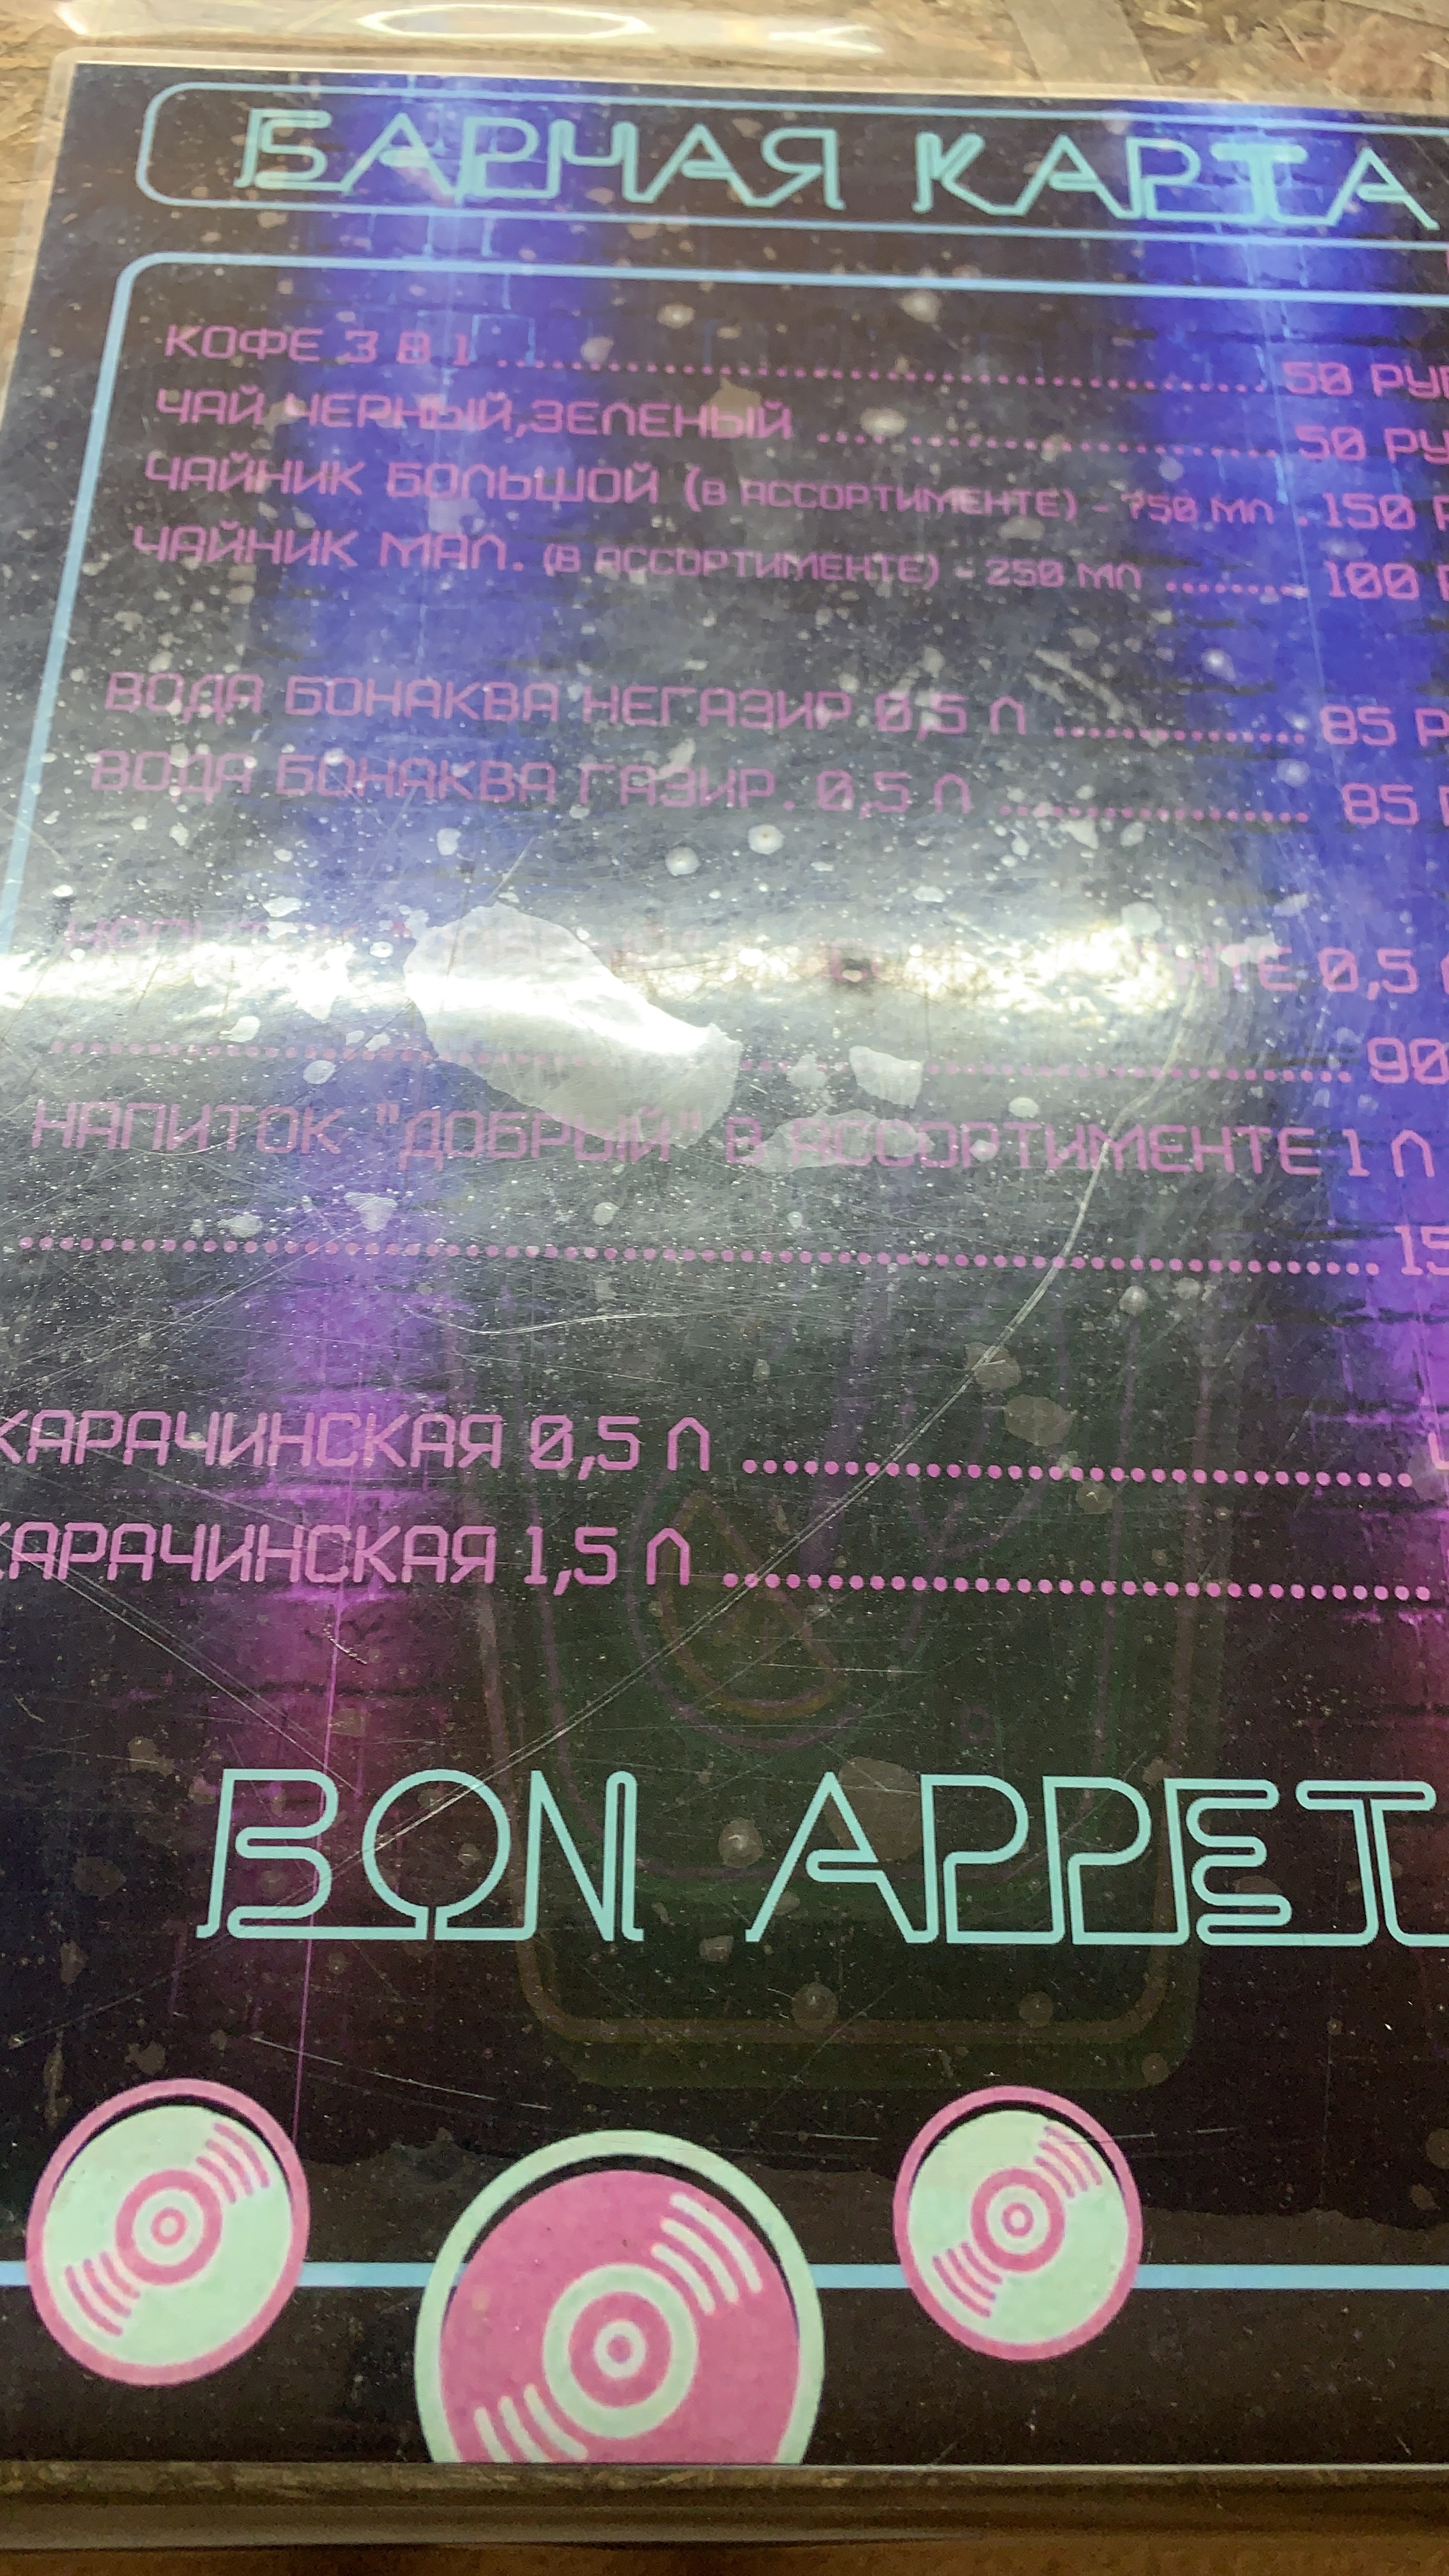 БАРНАЯ КАРТА
КОФЕ 3 В 1 ........ 50 РУБ
ЧАЙ ЧЕРНЫЙ,ЗЕЛЕНЫЙ ........ 50 РУ
ЧАЙНИК БОЛЬШОЙ (В АССОРТИМЕНТЕ) - 750 МЛ . 150 Р
ЧАЙНИК МАЛ. (В АССОРТИМЕНТЕ) - 250 МЛ ........ 100 Р
ВОДА БОНАКВА НЕГАЗИР 0,5 Л ........ 85 Р
ВОДА БОНАКВА ГАЗИР. 0,5 Л ........ 85 Р
НТЕ 0,5 Л
........ 90
НАПИТОК "ДОБРЫЙ" В АССОРТИМЕНТЕ 1 Л
........ 15
КАРАЧИНСКАЯ 0,5 Л ........
КАРАЧИНСКАЯ 1,5 Л ........
BON APPET